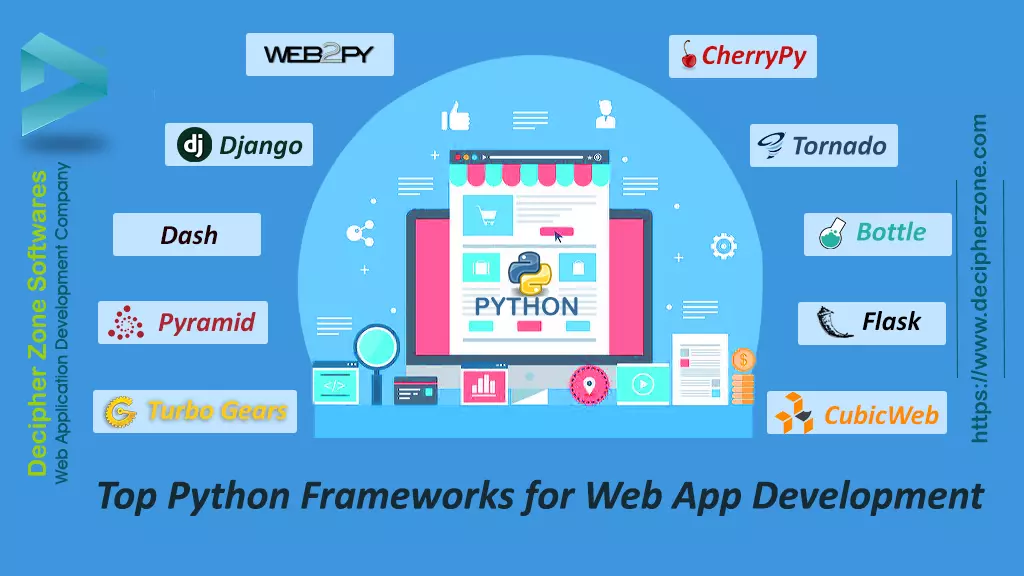 WEB2PY
CherryPy
dj Django
Tornado
Dash
Bottle
Pyramid
Flask
Turbo Gears
CubicWeb
PYTHON
</>
$
Decipher Zone Softwares
Web Application Development Company
https://www.decipherzone.com
Top Python Frameworks for Web App Development